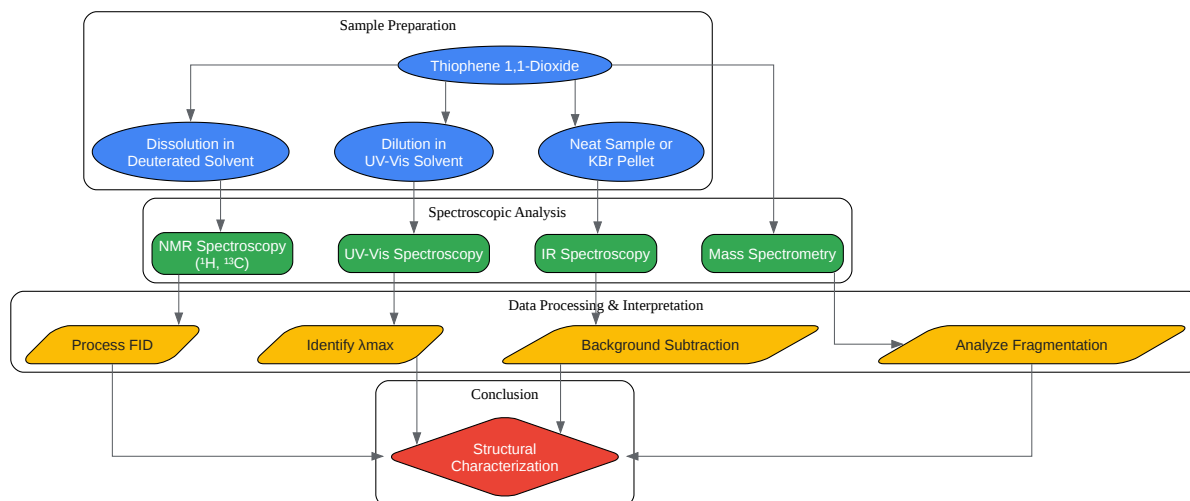 Sample Preparation
Thiophene 1,1-Dioxide
Dissolution in
Deuterated Solvent
Dilution in
UV-Vis Solvent
Neat Sample or
KBr Pellet
Spectroscopic Analysis
NMR Spectroscopy
(¹H, ¹³C)
UV-Vis Spectroscopy
IR Spectroscopy
Mass Spectrometry
Data Processing & Interpretation
Process FID
Identify λmax
Background Subtraction
Analyze Fragmentation
Conclusion
Structural
Characterization